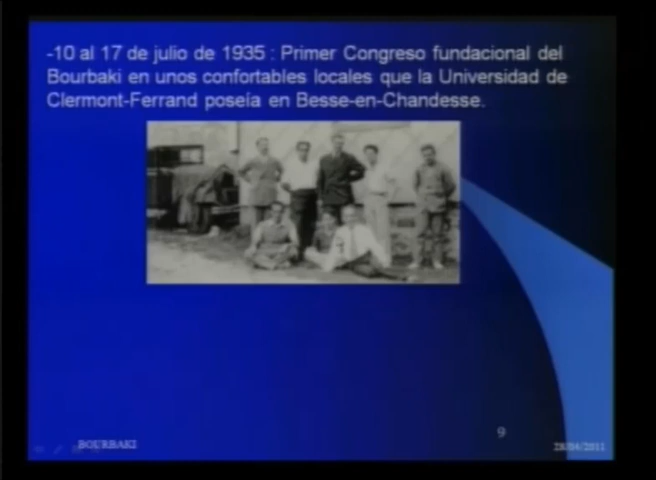 -10 al 17 de julio de 1935 : Primer Congreso fundacional del
Bourbaki en unos confortables locales que la Universidad de
Clermont-Ferrand poseía en Besse-en-Chandesse.
9
BOURBAKI
28/04/2011